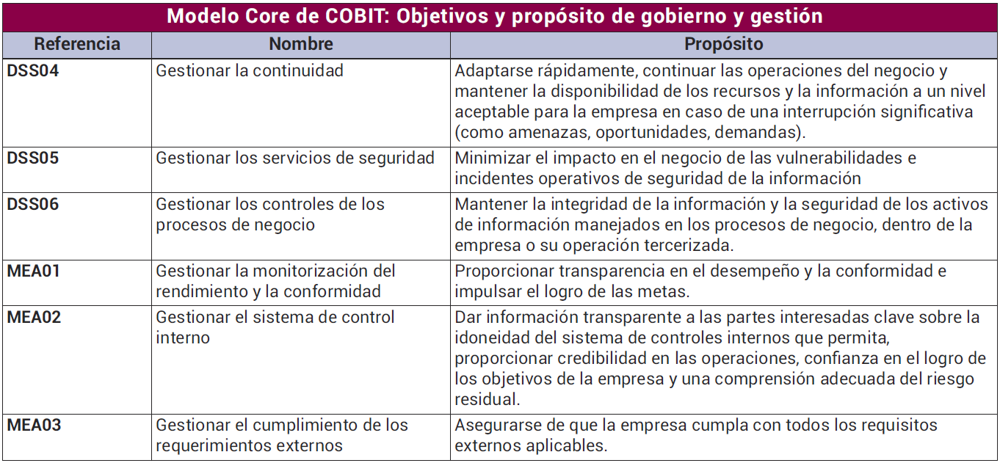 Modelo Core de COBIT: Objetivos y propósito de gobierno y gestión
Referencia Nombre Propósito
DSS04 Gestionar la continuidad Adaptarse rápidamente, continuar las operaciones del negocio y
mantener la disponibilidad de los recursos y la información a un nivel
aceptable para la empresa en caso de una interrupción significativa
(como amenazas, oportunidades, demandas).
DSS05 Gestionar los servicios de seguridad Minimizar el impacto en el negocio de las vulnerabilidades e
incidentes operativos de seguridad de la información
DSS06 Gestionar los controles de los Mantener la integridad de la información y la seguridad de los activos
procesos de negocio de información manejados en los procesos de negocio, dentro de la
empresa o su operación tercerizada.
MEA01 Gestionar la monitorización del Proporcionar transparencia en el desempeño y la conformidad e
rendimiento y la conformidad impulsar el logro de las metas.
MEA02 Gestionar el sistema de control Dar información transparente a las partes interesadas clave sobre la
interno idoneidad del sistema de controles internos que permita,
proporcionar credibilidad en las operaciones, confianza en el logro de
los objetivos de la empresa y una comprensión adecuada del riesgo
residual.
MEA03 Gestionar el cumplimiento de los Asegurarse de que la empresa cumpla con todos los requisitos
requerimientos externos externos aplicables.